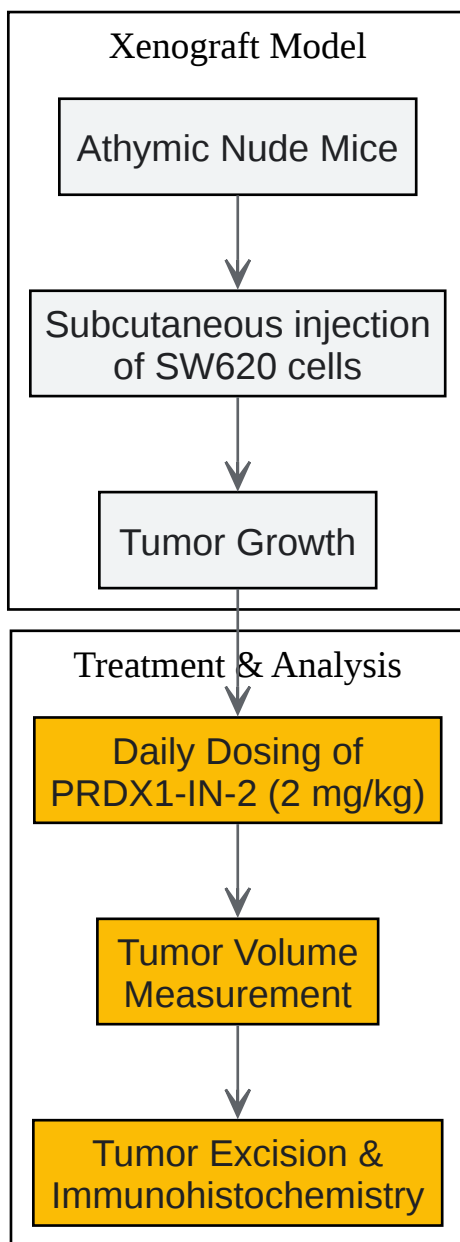 Xenograft Model
Athymic Nude Mice
Subcutaneous injection
of SW620 cells
Tumor Growth
Treatment & Analysis
Daily Dosing of
PRDX1-IN-2 (2 mg/kg)
Tumor Volume
Measurement
Tumor Excision &
Immunohistochemistry